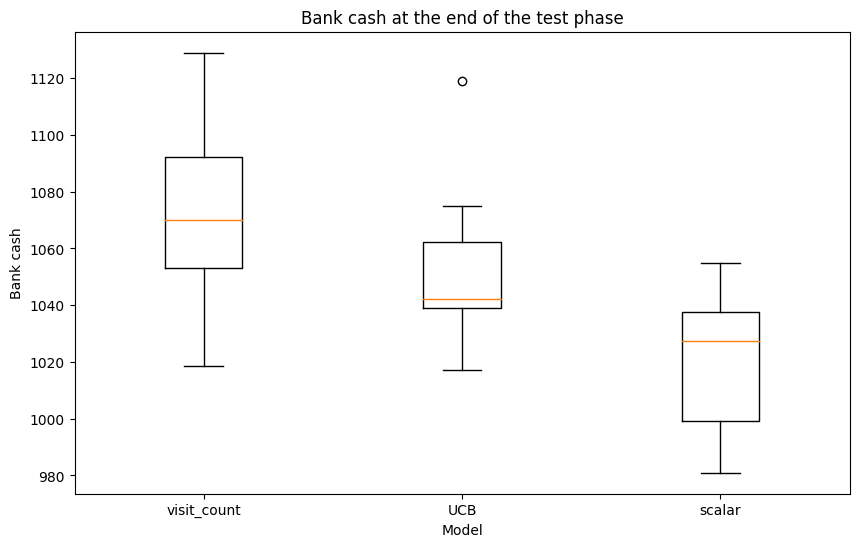 Bank cash at the end of the test phase
Bank cash
1120
1100
1080
1060
1040
1020
1000
980
visit_count
UCB
scalar
Model